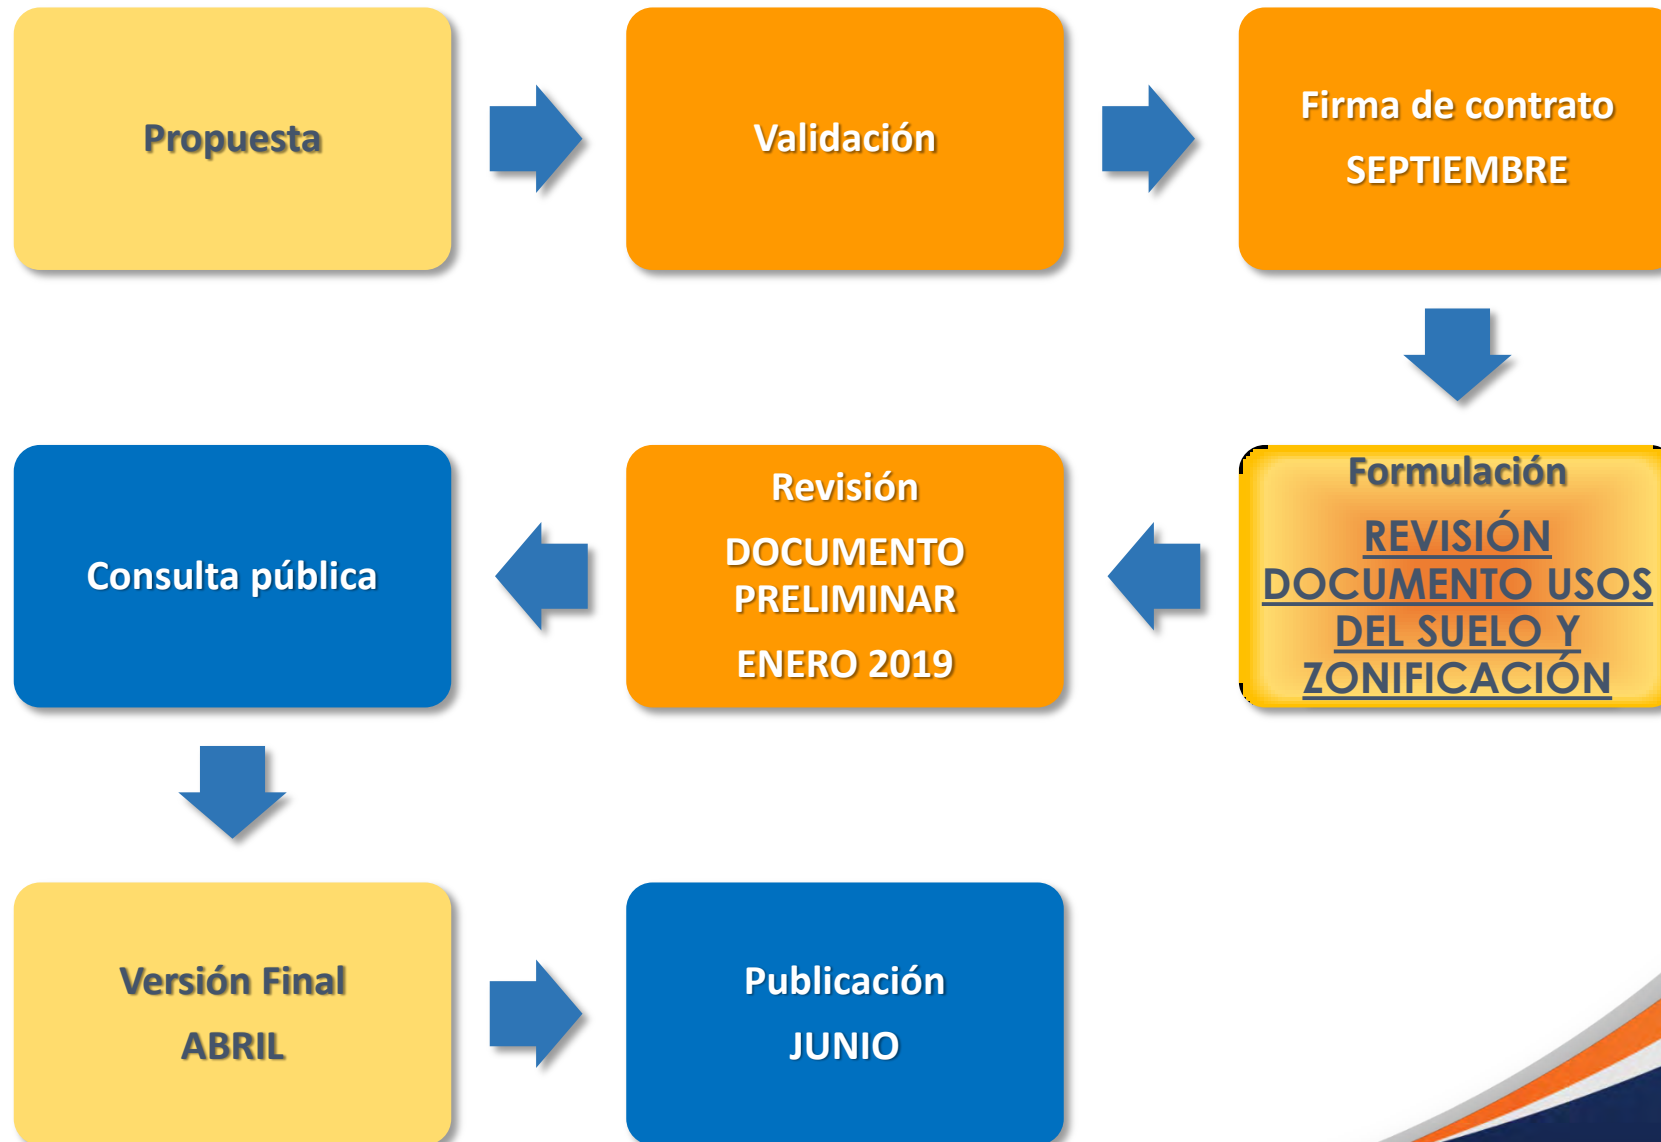 Propuesta
Validación
Firma de contrato
SEPTIEMBRE
Formulación
REVISIÓN
DOCUMENTO USOS
DEL SUELO Y
ZONIFICACIÓN
Revisión
DOCUMENTO
PRELIMINAR
ENERO 2019
Consulta pública
Versión Final
ABRIL
Publicación
JUNIO